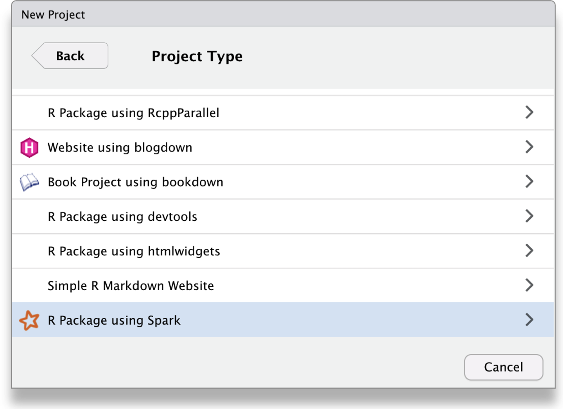 New Project
Back
Project Type
R Package using RcppParallel
H
Website using blogdown
Book Project using bookdown
R Package using devtools
R Package using htmlwidgets
Simple R Markdown Website
R Package using Spark
Cancel